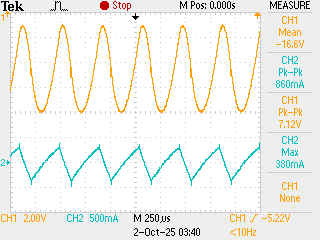 Tek Stop M Pos: 0.000s MEASURE
1
CH1
Mean
-16.6V
CH2
Pk-Pk
860mA
CH1
Pk-Pk
7.12V
2
CH2
Max
380mA
CH1
None
CH1 2.00V CH2 500mA M 250µs CH1 -5.22V
2-Oct-25 03:40 <10Hz